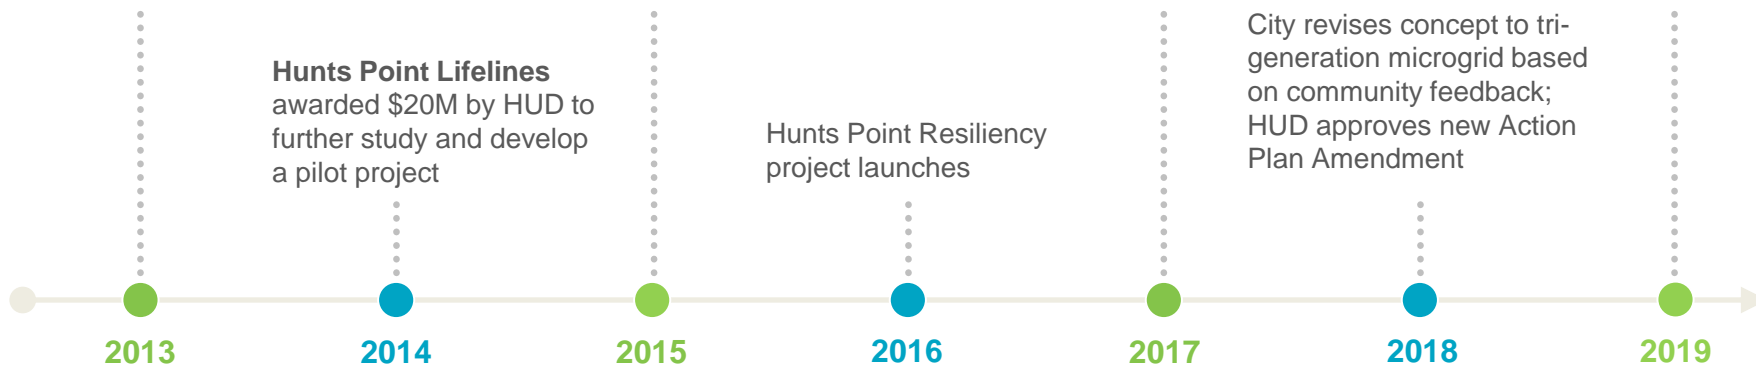 Hunts Point Lifelines
awarded $20M by HUD to
further study and develop
a pilot project
Hunts Point Resiliency
project launches
City revises concept to tri-
generation microgrid based
on community feedback;
HUD approves new Action
Plan Amendment
2013
2014
2015
2016
2017
2018
2019